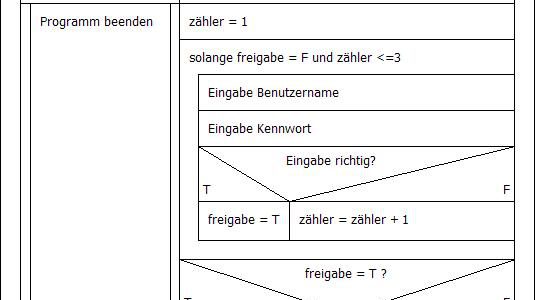 Programm beenden
zähler = 1
solange freigabe = F und zähler <=3
Eingabe Benutzername
Eingabe Kennwort
Eingabe richtig?
T F
freigabe = T zähler = zähler + 1
freigabe = T ?